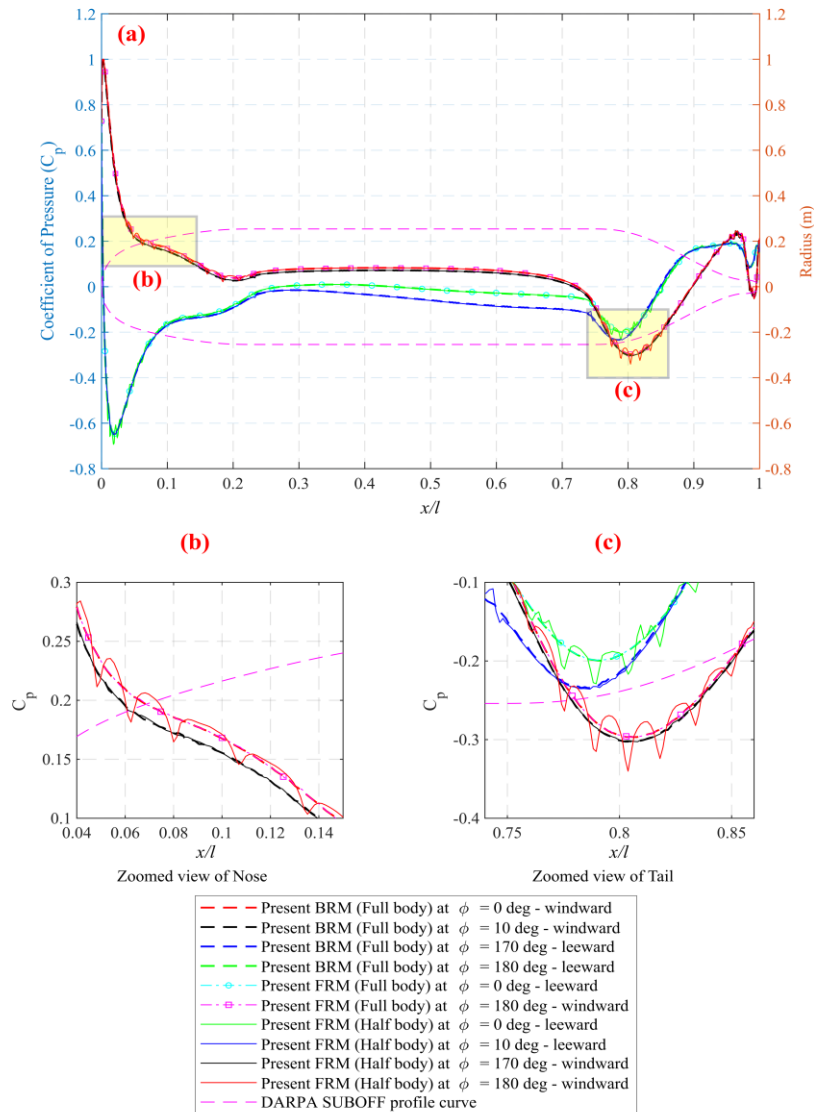 (a)
1.2 1.2
1 1
0.8 0.8
0.6 0.6
0.4 0.4
0.2 0.2
0 0
-0.2 -0.2
-0.4 -0.4
-0.6 -0.6
-0.8 -0.8
Coefficient of Pressure (Cp)
Radius (m)
(b)
(c)
0 0.1 0.2 0.3 0.4 0.5 0.6 0.7 0.8 0.9 1
x/l
(b)
0.3
0.25
0.2
0.15
0.1
Cp
0.04 0.06 0.08 0.1 0.12 0.14
x/l
Zoomed view of Nose
(c)
-0.1
-0.2
-0.3
-0.4
Cp
0.75 0.8 0.85
x/l
Zoomed view of Tail
Present BRM (Full body) at ϕ = 0 deg - windward
Present BRM (Full body) at ϕ = 10 deg - windward
Present BRM (Full body) at ϕ = 170 deg - leeward
Present BRM (Full body) at ϕ = 180 deg - leeward
Present FRM (Full body) at ϕ = 0 deg - leeward
Present FRM (Full body) at ϕ = 180 deg - windward
Present FRM (Half body) at ϕ = 0 deg - leeward
Present FRM (Half body) at ϕ = 10 deg - leeward
Present FRM (Half body) at ϕ = 170 deg - windward
Present FRM (Half body) at ϕ = 180 deg - windward
DARPA SUBOFF profile curve